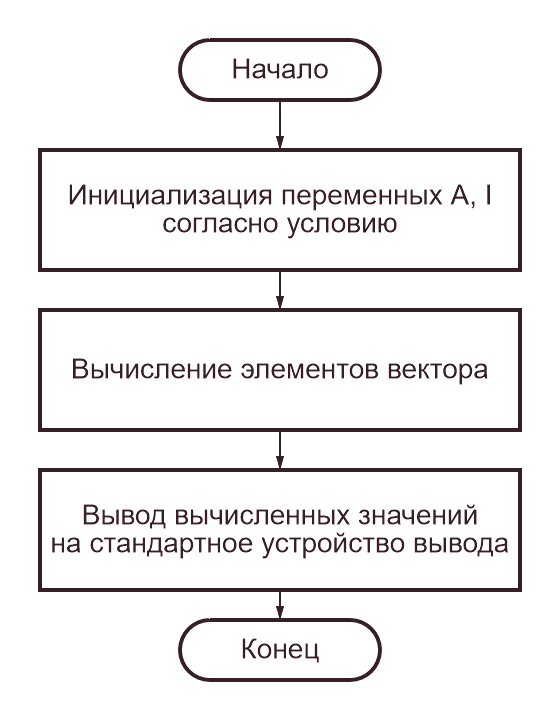 Начало
Инициализация переменных A, I
согласно условию
Вычисление элементов вектора
Вывод вычисленных значений
на стандартное устройство вывода
Конец